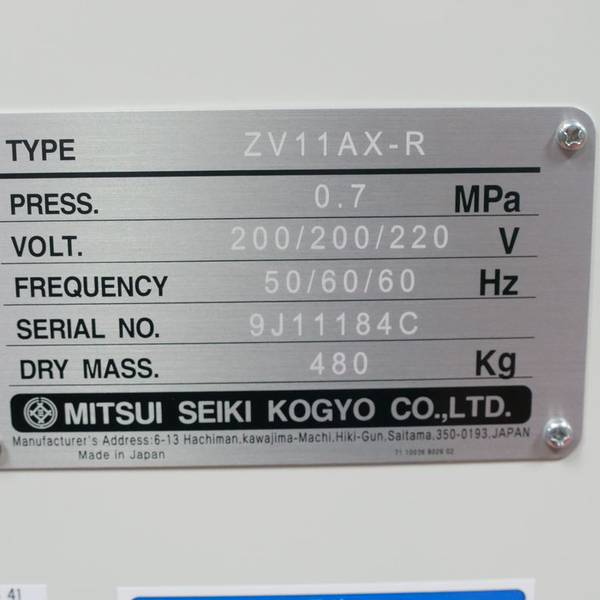 TYPE ZV11AX-R
PRESS. 0.7 MPa
VOLT. 200/200/220 V
FREQUENCY 50/60/60 Hz
SERIAL NO. 9J11184C
DRY MASS. 480 Kg
MITSUI SEIKI KOGYO CO.,LTD.
Manufacturer's Address:6-13 Hachiman,kawajima-Machi,Hiki-Gun,Saitama,350-0193,JAPAN
Made in Japan
41